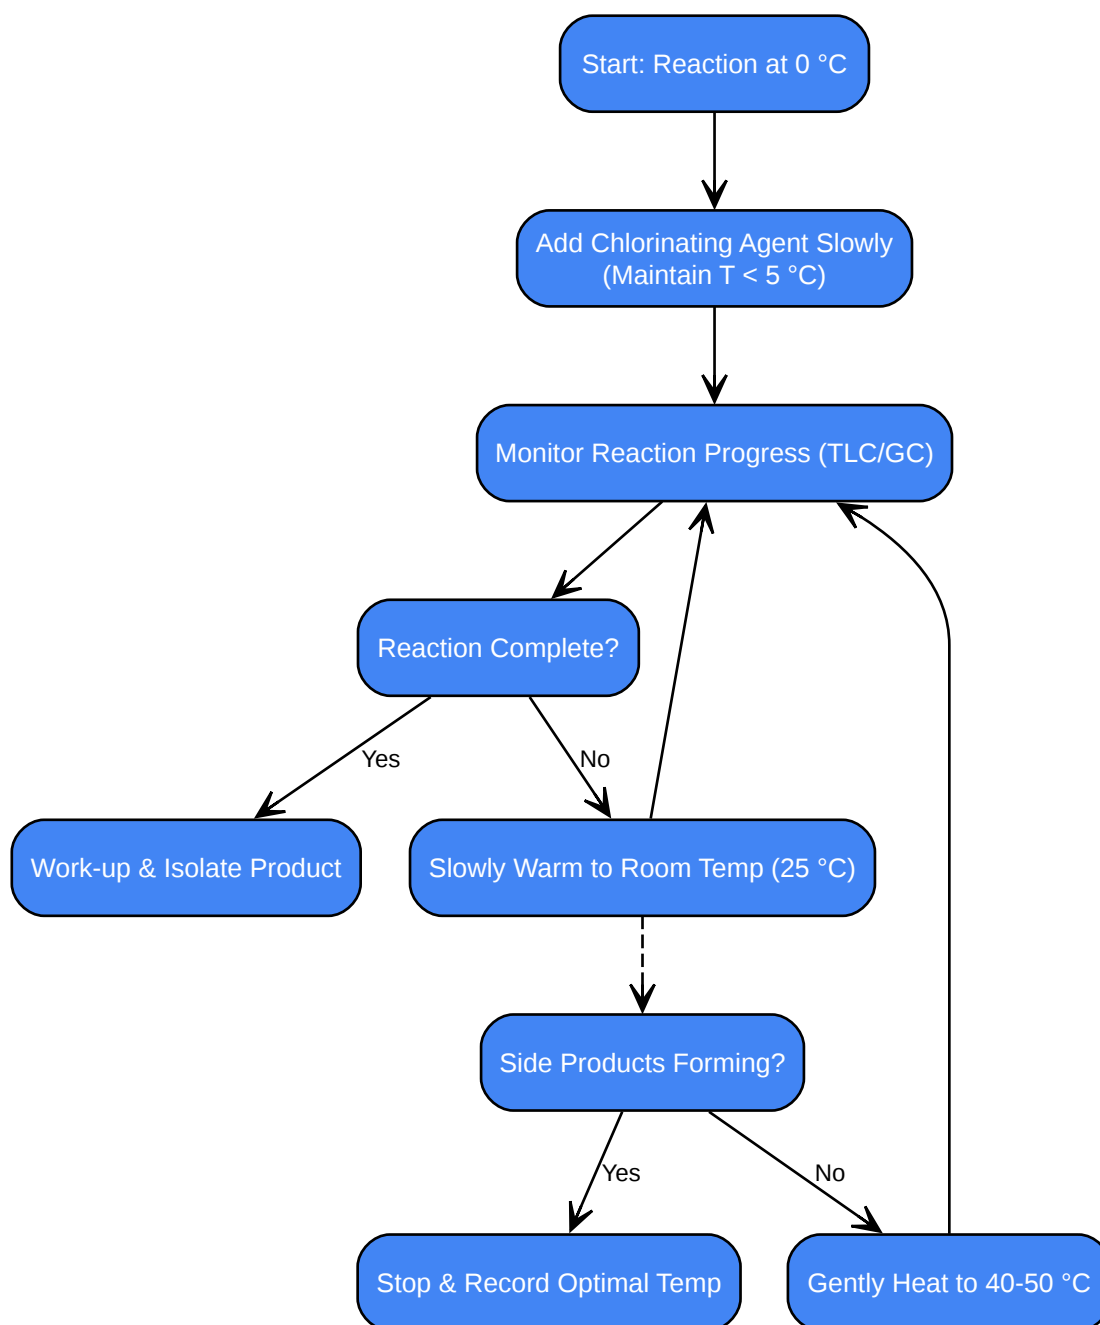 Start: Reaction at 0 °C
Add Chlorinating Agent Slowly
(Maintain T < 5 °C)
Monitor Reaction Progress (TLC/GC)
Reaction Complete?
Yes
No
Work-up & Isolate Product
Slowly Warm to Room Temp (25 °C)
Side Products Forming?
Yes
No
Stop & Record Optimal Temp
Gently Heat to 40-50 °C